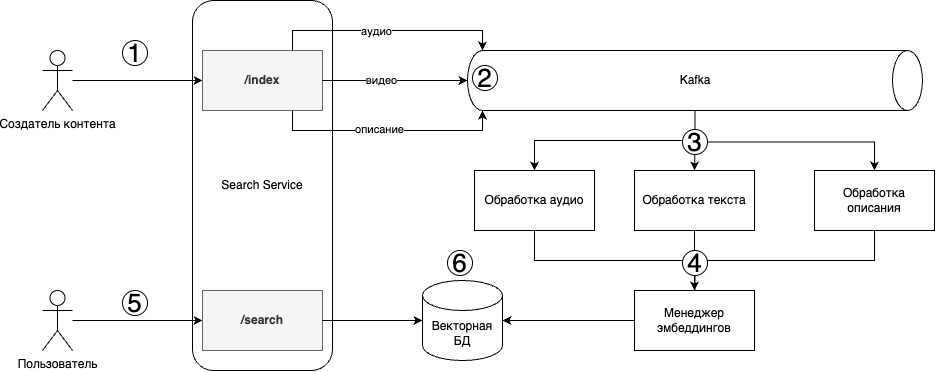 аудио
1
/index
видео
2
Kafka
Создатель контента
описание
3
Search Service
Обработка аудио
Обработка текста
Обработка
описания
6
4
5
/search
Векторная
БД
Менеджер
эмбеддингов
Пользователь